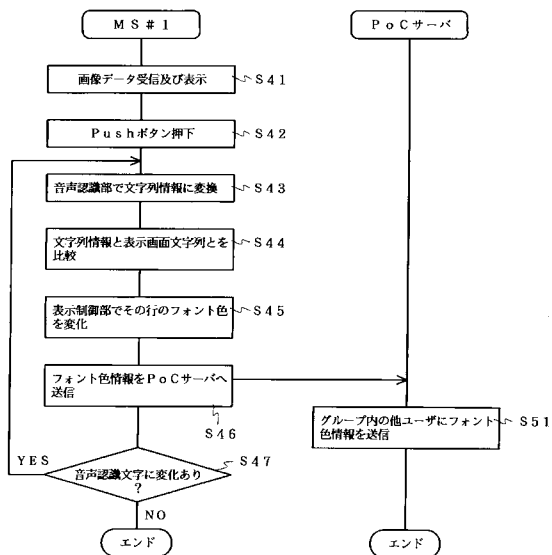 MS#1
PoCサーバ
画像データ受信及び表示
S41
Pushボタン押下
S42
音声認識部で文字列情報に変換
S43
文字列情報と表示画面文字列とを
比較
S44
表示制御部でその行のフォント色
を変化
S45
フォント色情報をPoCサーバへ
送信
S46
グループ内の他ユーザにフォント
色情報を送信
S51
YES
音声認識文字に変化あり
?
S47
NO
エンド
エンド